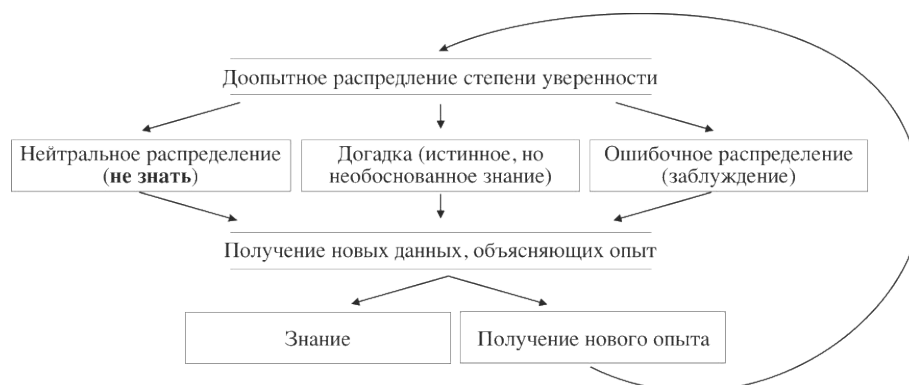 Доопытное распредление степени уверенности
Нейтральное распределение
(не знать)
Догадка (истинное, но
необоснованное знание)
Ошибочное распределение
(заблуждение)
Получение новых данных, объясняющих опыт
Знание
Получение нового опыта